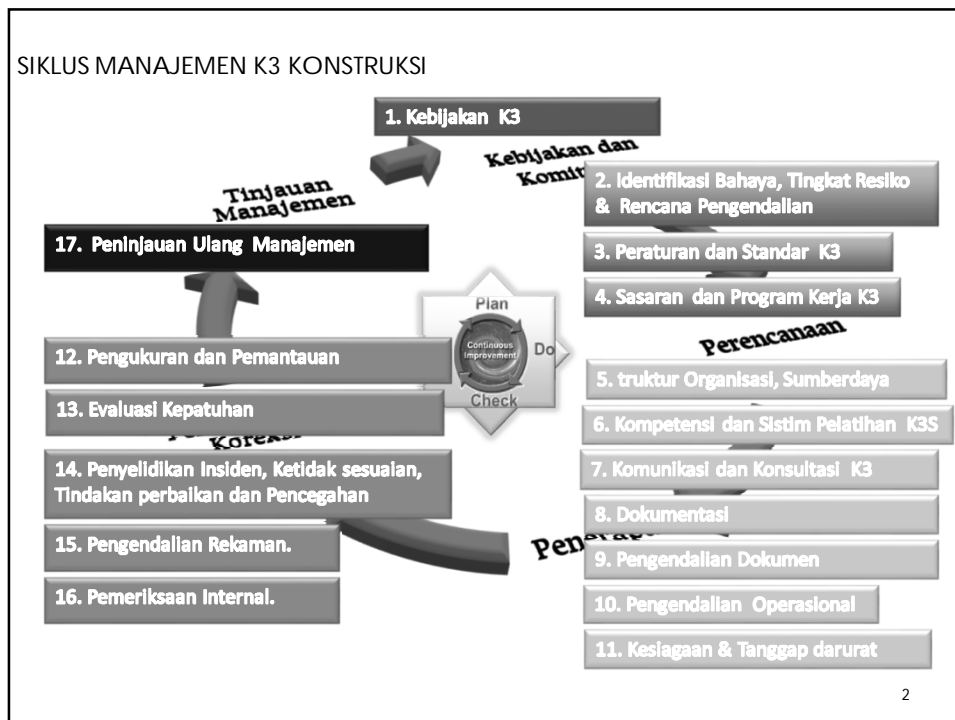 SIKLUS MANAJEMEN K3 KONSTRUKSI
1. Kebijakan K3
Kebijakan dan
2. Identifikasi Bahaya, Tingkat Resiko
& Rencana Pengendalian
3. Peraturan dan Standar K3
4. Sasaran dan Program Kerja K3
Perencanaan
5. truktur Organisasi, Sumberdaya
6. Kompetensi dan Sistim Pelatihan K3S
7. Komunikasi dan Konsultasi K3
8. Dokumentasi
9. Pengendalian Dokumen
10. Pengendalian Operasional
11. Kesiagaan & Tanggap darurat
Tinjauan
Manajemen
17. Peninjauan Ulang Manajemen
12. Pengukuran dan Pemantauan
13. Evaluasi Kepatuhan
14. Penyelidikan Insiden, Ketidak sesuaian,
Tindakan perbaikan dan Pencegahan
15. Pengendalian Rekaman.
16. Pemeriksaan Internal.
Plan
Do
Check
Continuous
Improvement
2